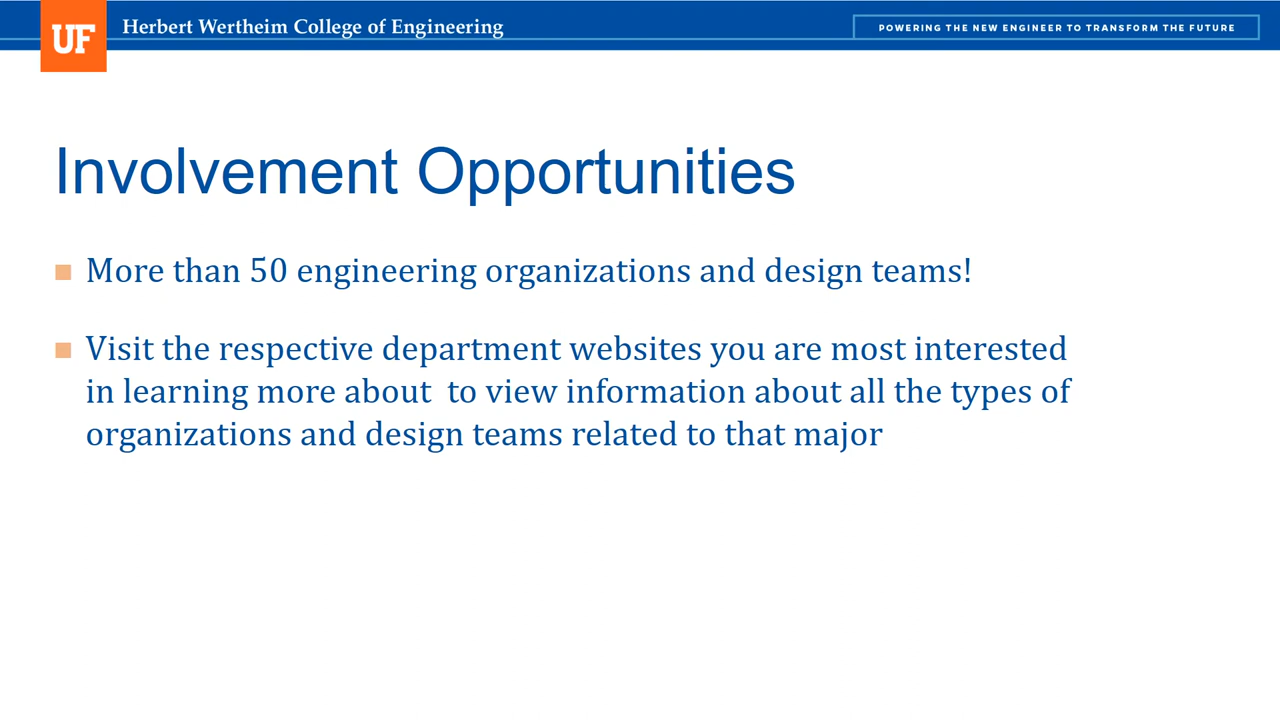 UF
Herbert Wertheim College of Engineering
POWERING THE NEW ENGINEER TO TRANSFORM THE FUTURE
Involvement Opportunities
More than 50 engineering organizations and design teams!
Visit the respective department websites you are most interested
in learning more about  to view information about all the types of
organizations and design teams related to that major